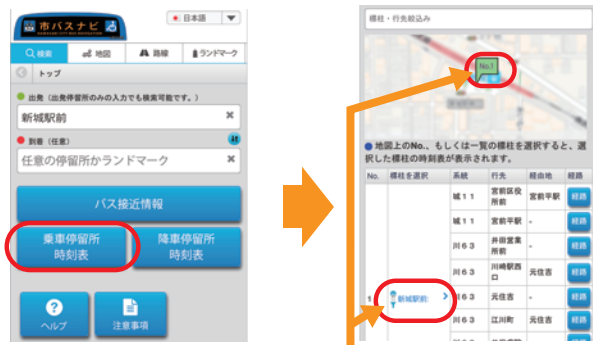 市バスナビ
日本語
検索
地図
路線
ランドマーク
トップ
出発（出発停留所のみの入力でも検索可能です。）
新城駅前
到着（任意）
任意の停留所かランドマーク
バス接近情報
乗車停留所
時刻表
降車停留所
時刻表
ヘルプ
注意事項
標柱・行先絞込み
No.1
●地図上のNo.、もしくは一覧の標柱を選択すると、選
択した標柱の時刻表が表示されます。
No. 標柱を選択 系統 行先 経由地 経路
城１１ 宮前区役所前 宮前平駅 経路
城１１ 宮前平駅 - 経路
川６３ 井田営業所前 - 経路
川６３ 川崎駅西口 元住吉 経路
1 新城駅前 川６３ 元住吉 - 経路
川６３ 江川町 元住吉 経路